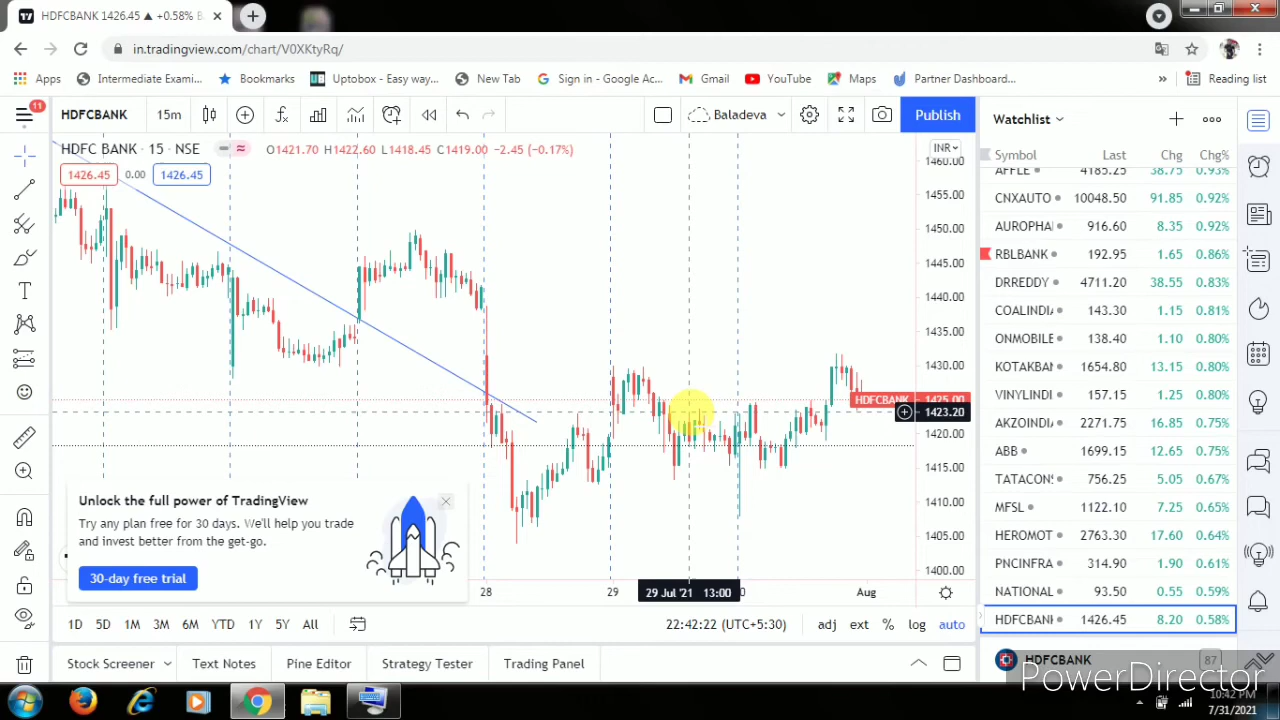 HDFCBANK 1426.45 ▲ +0.58% B
in.tradingview.com/chart/V0XKtyRq/
Apps
Intermediate Exami...
Bookmarks
Uptobox - Easy way...
New Tab
Sign in - Google Ac...
Gmail
YouTube
Maps
Partner Dashboard...
»
Reading list
11
HDFCBANK
15m
Baladeva
Publish
Watchlist
HDFC BANK · 15 · NSE
O1421.70 H1422.60 L1418.45 C1419.00 −2.45 (−0.17%)
1426.45
0.00
1426.45
INR
1460.00
1455.00
1450.00
1445.00
1440.00
1435.00
1430.00
HDFCBANK 1425.00
1423.20
1420.00
1415.00
1410.00
1405.00
1400.00
Symbol Last Chg Chg%
AFFLE 4185.25 38.75 0.93%
CNXAUTO 10048.50 91.85 0.92%
AUROPHA 916.60 8.35 0.92%
RBLBANK 192.95 1.65 0.86%
DRREDDY 4711.20 38.55 0.83%
COALINDIA 143.30 1.15 0.81%
ONMOBILE 138.40 1.10 0.80%
KOTAKBAN 1654.80 13.15 0.80%
VINYLINDI 157.15 1.25 0.80%
AKZOINDIA 2271.75 16.85 0.75%
ABB 1699.15 12.65 0.75%
TATACONS 756.25 5.05 0.67%
MFSL 1122.10 7.25 0.65%
HEROMOT 2763.30 17.60 0.64%
PNCINFRA 314.90 1.90 0.61%
NATIONAL 93.50 0.55 0.59%
HDFCBANK 1426.45 8.20 0.58%
Unlock the full power of TradingView
Try any plan free for 30 days. We'll help you trade
and invest better from the get-go.
30-day free trial
28
29
29 Jul '21 13:00
Aug
1D 5D 1M 3M 6M YTD 1Y 5Y All
22:42:22 (UTC+5:30)
adj ext % log auto
Stock Screener
Text Notes
Pine Editor
Strategy Tester
Trading Panel
HDFCBANK
87
PowerDirector
10:42 PM
7/31/2021